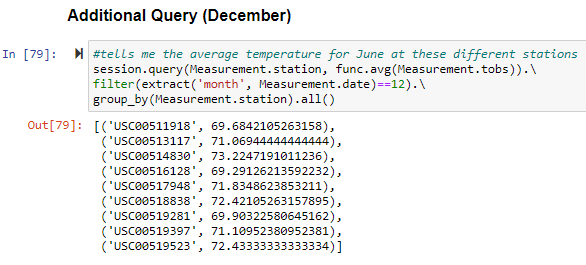 Additional Query (December)
In [79]: #tells me the average temperature for June at these different stations
session.query(Measurement.station, func.avg(Measurement.tobs)).\
filter(extract('month', Measurement.date)==12).\
group_by(Measurement.station).all()
Out[79]: [('USC00511918', 69.6842105263158),
('USC00513117', 71.06944444444444),
('USC00514830', 73.2247191011236),
('USC00516128', 69.29126213592232),
('USC00517948', 71.8348623853211),
('USC00518838', 72.42105263157895),
('USC00519281', 69.90322580645162),
('USC00519397', 71.10952380952381),
('USC00519523', 72.43333333333334)]